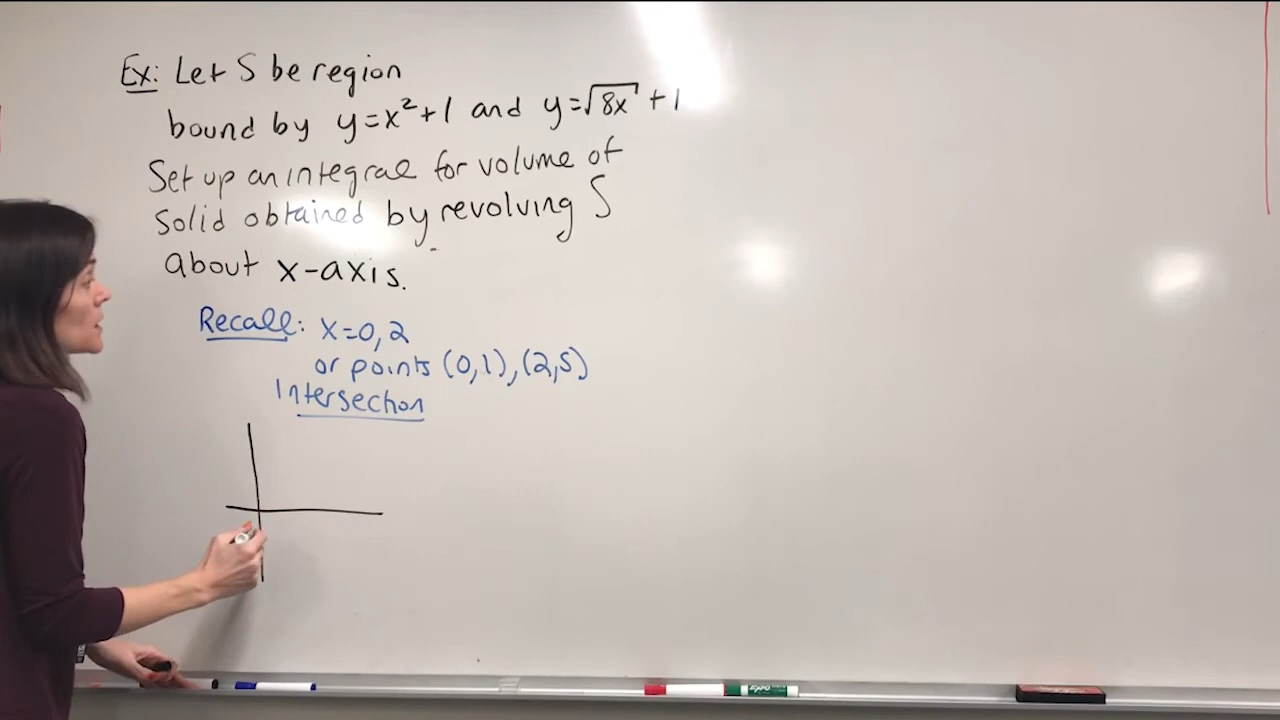 Ex: Let S be region
bound by y=x²+1 and y=√8x +1
Set up an integral for volume of
solid obtained by revolving S
about x-axis.
Recall: x=0,2
or points (0,1),(2,5)
Intersection
EXPO